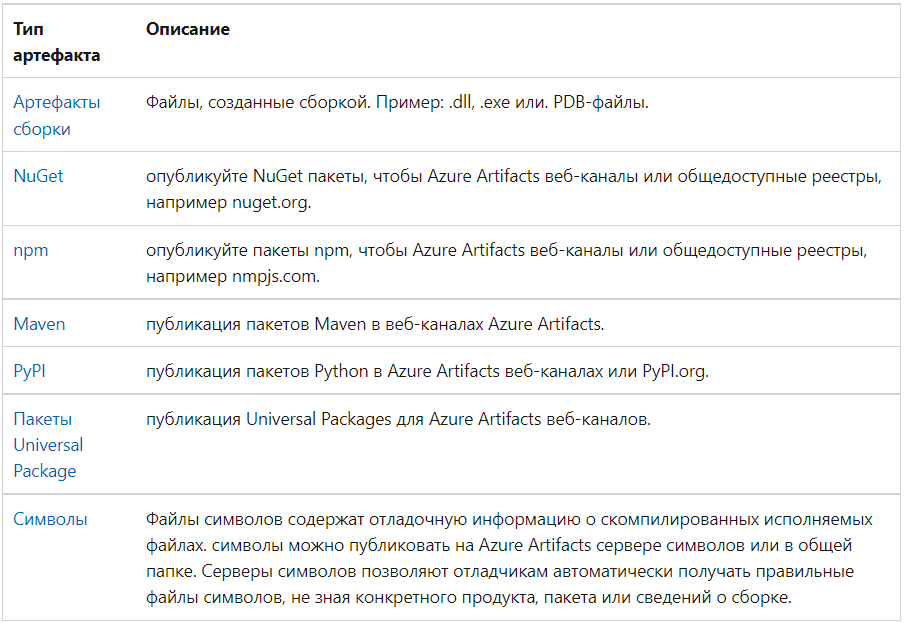 Тип
артефакта
Описание
Артефакты
сборки
Файлы, созданные сборкой. Пример: .dll, .exe или. PDB-файлы.
NuGet
опубликуйте NuGet пакеты, чтобы Azure Artifacts веб-каналы или общедоступные реестры,
например nuget.org.
npm
опубликуйте пакеты npm, чтобы Azure Artifacts веб-каналы или общедоступные реестры,
например nmpjs.com.
Maven
публикация пакетов Maven в веб-каналах Azure Artifacts.
PyPI
публикация пакетов Python в Azure Artifacts веб-каналах или PyPI.org.
Пакеты
Universal
Package
публикация Universal Packages для Azure Artifacts веб-каналов.
Символы
Файлы символов содержат отладочную информацию о скомпилированных исполняемых
файлах. символы можно публиковать на Azure Artifacts сервере символов или в общей
папке. Серверы символов позволяют отладчикам автоматически получать правильные
файлы символов, не зная конкретного продукта, пакета или сведений о сборке.